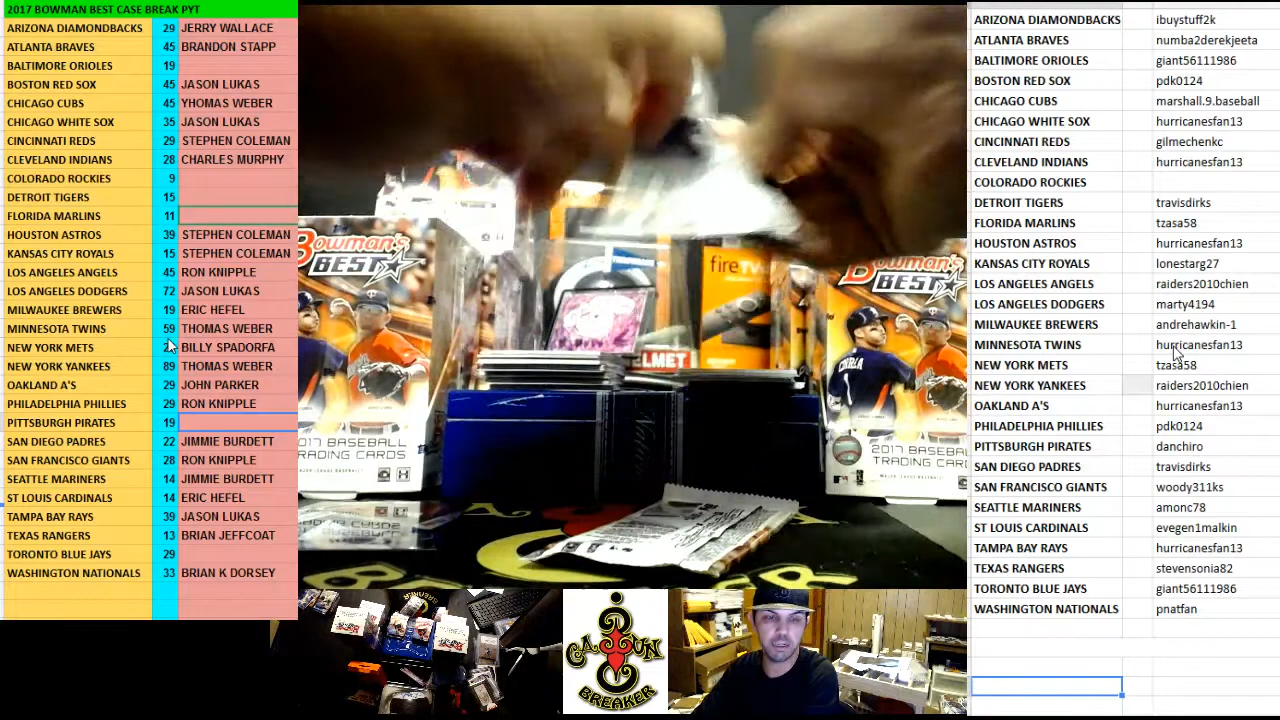 2017 BOWMAN BEST CASE BREAK PYT
ARIZONA DIAMONDBACKS 29 JERRY WALLACE
ATLANTA BRAVES 45 BRANDON STAPP
BALTIMORE ORIOLES 19
BOSTON RED SOX 45 JASON LUKAS
CHICAGO CUBS 45 YHOMAS WEBER
CHICAGO WHITE SOX 35 JASON LUKAS
CINCINNATI REDS 29 STEPHEN COLEMAN
CLEVELAND INDIANS 28 CHARLES MURPHY
COLORADO ROCKIES 9
DETROIT TIGERS 15
FLORIDA MARLINS 11
HOUSTON ASTROS 39 STEPHEN COLEMAN
KANSAS CITY ROYALS 15 STEPHEN COLEMAN
LOS ANGELES ANGELS 45 RON KNIPPLE
LOS ANGELES DODGERS 72 JASON LUKAS
MILWAUKEE BREWERS 19 ERIC HEFEL
MINNESOTA TWINS 59 THOMAS WEBER
NEW YORK METS BILLY SPADORFA
NEW YORK YANKEES 89 THOMAS WEBER
OAKLAND A'S 29 JOHN PARKER
PHILADELPHIA PHILLIES 29 RON KNIPPLE
PITTSBURGH PIRATES 19
SAN DIEGO PADRES 22 JIMMIE BURDETT
SAN FRANCISCO GIANTS 28 RON KNIPPLE
SEATTLE MARINERS 14 JIMMIE BURDETT
ST LOUIS CARDINALS 14 ERIC HEFEL
TAMPA BAY RAYS 39 JASON LUKAS
TEXAS RANGERS 13 BRIAN JEFFCOAT
TORONTO BLUE JAYS 29
WASHINGTON NATIONALS 33 BRIAN K DORSEY
Bowman's
BEST
2017 BASEBALL
TRADING CARDS
fire
LMET
Bowman's
BEST
2017 BASEBALL
TRADING CARDS
CAJUN
BREAKER
ARIZONA DIAMONDBACKS ibuystuff2k
ATLANTA BRAVES numba2derekjeeta
BALTIMORE ORIOLES giant56111986
BOSTON RED SOX pdk0124
CHICAGO CUBS marshall.9.baseball
CHICAGO WHITE SOX hurricanesfan13
CINCINNATI REDS gilmechenkc
CLEVELAND INDIANS hurricanesfan13
COLORADO ROCKIES
DETROIT TIGERS travisdirks
FLORIDA MARLINS tzasa58
HOUSTON ASTROS hurricanesfan13
KANSAS CITY ROYALS lonestarg27
LOS ANGELES ANGELS raiders2010chien
LOS ANGELES DODGERS marty4194
MILWAUKEE BREWERS andrehawkin-1
MINNESOTA TWINS hurricanesfan13
NEW YORK METS tzasa58
NEW YORK YANKEES raiders2010chien
OAKLAND A'S hurricanesfan13
PHILADELPHIA PHILLIES pdk0124
PITTSBURGH PIRATES danchiro
SAN DIEGO PADRES travisdirks
SAN FRANCISCO GIANTS woody311ks
SEATTLE MARINERS amonc78
ST LOUIS CARDINALS evegen1malkin
TAMPA BAY RAYS hurricanesfan13
TEXAS RANGERS stevensonia82
TORONTO BLUE JAYS giant56111986
WASHINGTON NATIONALS pnatfan